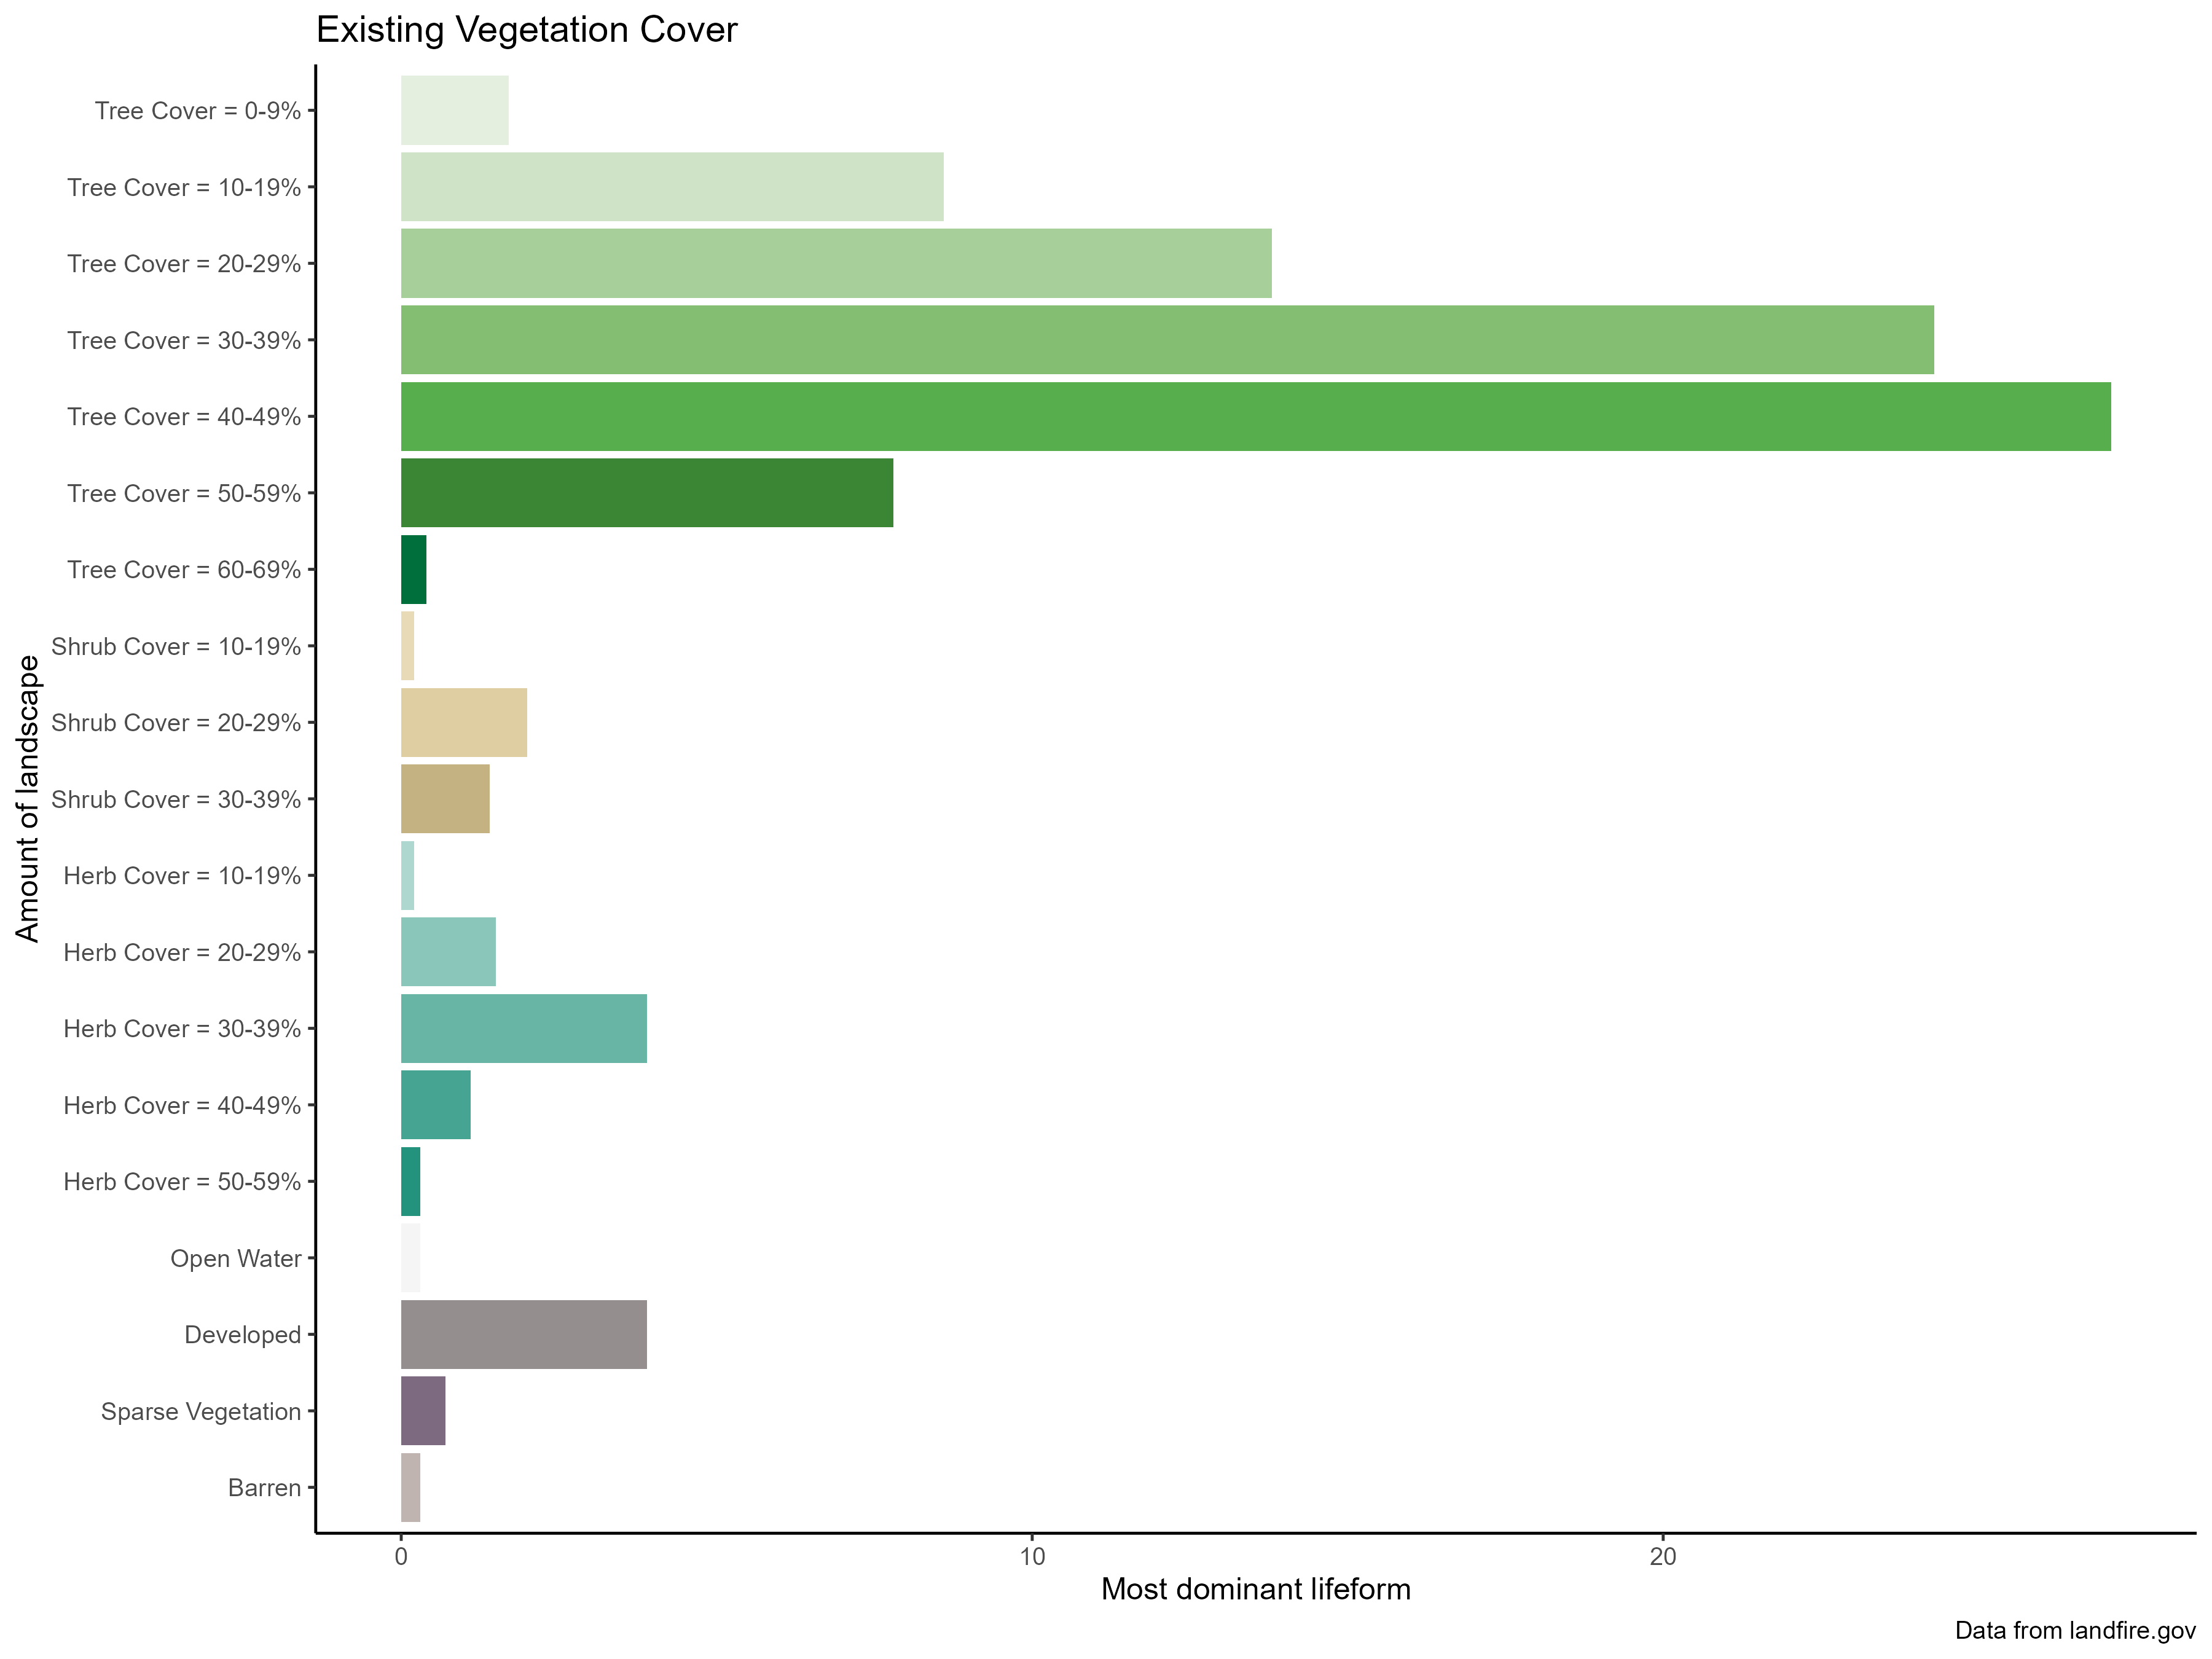 Existing Vegetation Cover
Tree Cover = 0-9%
Tree Cover = 10-19%
Tree Cover = 20-29%
Tree Cover = 30-39%
Tree Cover = 40-49%
Tree Cover = 50-59%
Tree Cover = 60-69%
Shrub Cover = 10-19%
Shrub Cover = 20-29%
Shrub Cover = 30-39%
Herb Cover = 10-19%
Herb Cover = 20-29%
Herb Cover = 30-39%
Herb Cover = 40-49%
Herb Cover = 50-59%
Open Water
Developed
Sparse Vegetation
Barren
Amount of landscape
0 10 20
Most dominant lifeform
Data from landfire.gov